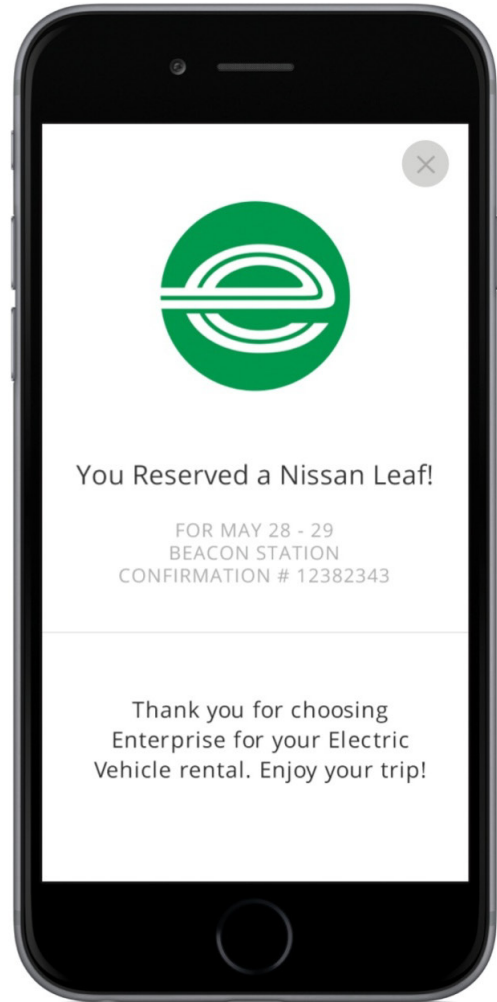 You Reserved a Nissan Leaf!
FOR MAY 28 - 29
BEACON STATION
CONFIRMATION # 12382343
Thank you for choosing
Enterprise for your Electric
Vehicle rental. Enjoy your trip!